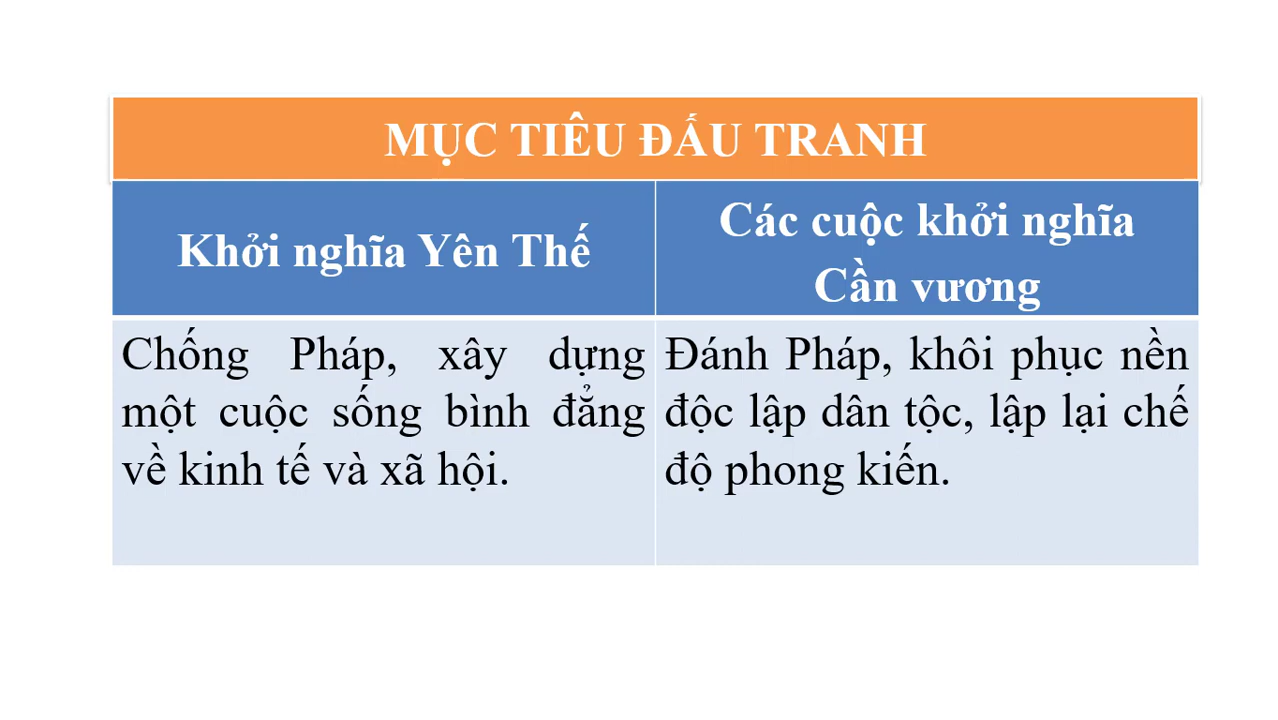 MỤC TIÊU ĐẤU TRANH
Khởi nghĩa Yên Thế
Các cuộc khởi nghĩa
Cần vương
Chống Pháp, xây dựng
một cuộc sống bình đẳng
về kinh tế và xã hội.
Đánh Pháp, khôi phục nền
độc lập dân tộc, lập lại chế
độ phong kiến.